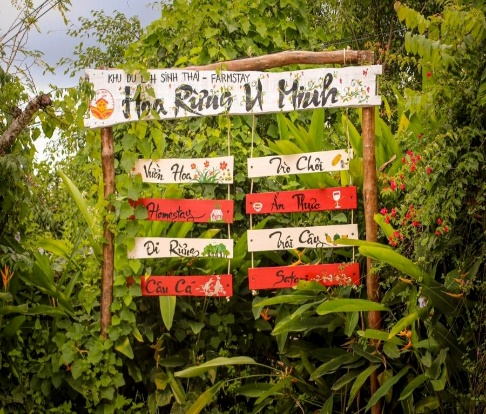 KHU DU LỊCH SINH THÁI - FARMSTAY
Hoa Rừng U Minh
Vườn Hoa
Homestay
Đi Rừng
Câu Cá
Trò Chơi
Ẩm Thực
Trái Cây